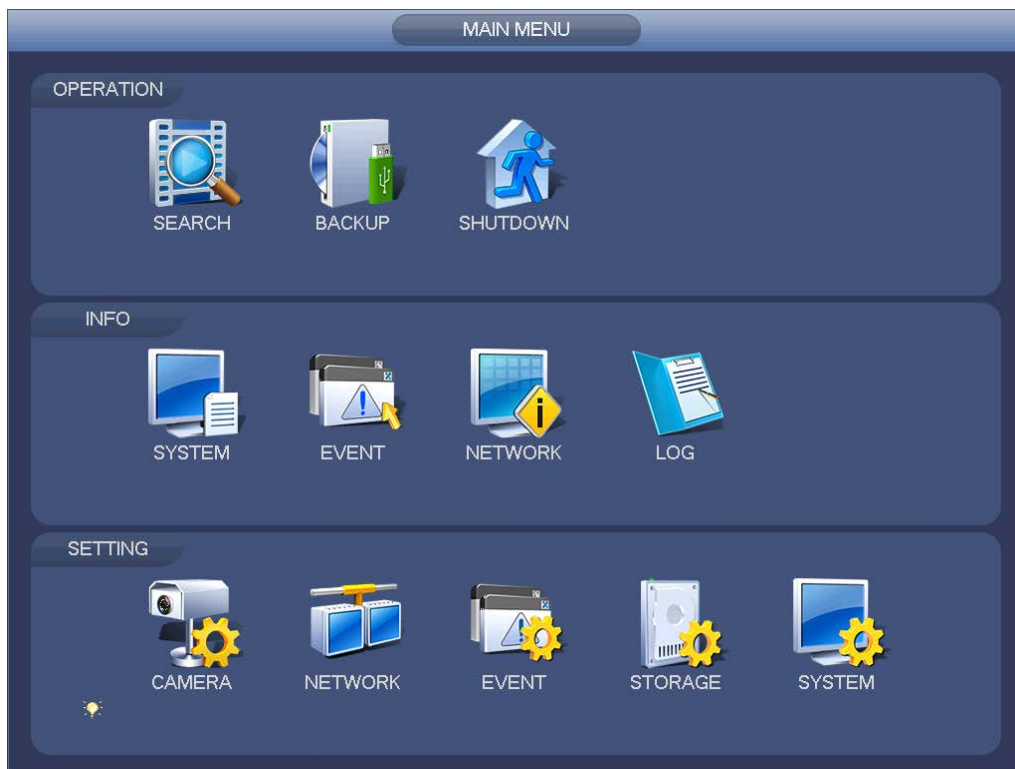 MAIN MENU
OPERATION
SEARCH BACKUP SHUTDOWN
INFO
SYSTEM EVENT NETWORK LOG
SETTING
CAMERA NETWORK EVENT STORAGE SYSTEM